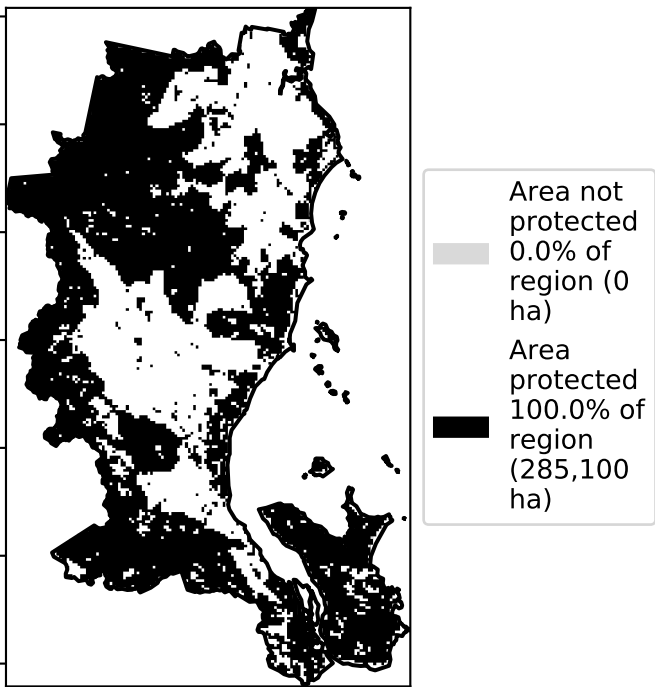 Area not
protected
0.0% of
region (0
ha)
Area
protected
100.0% of
region
(285,100
ha)